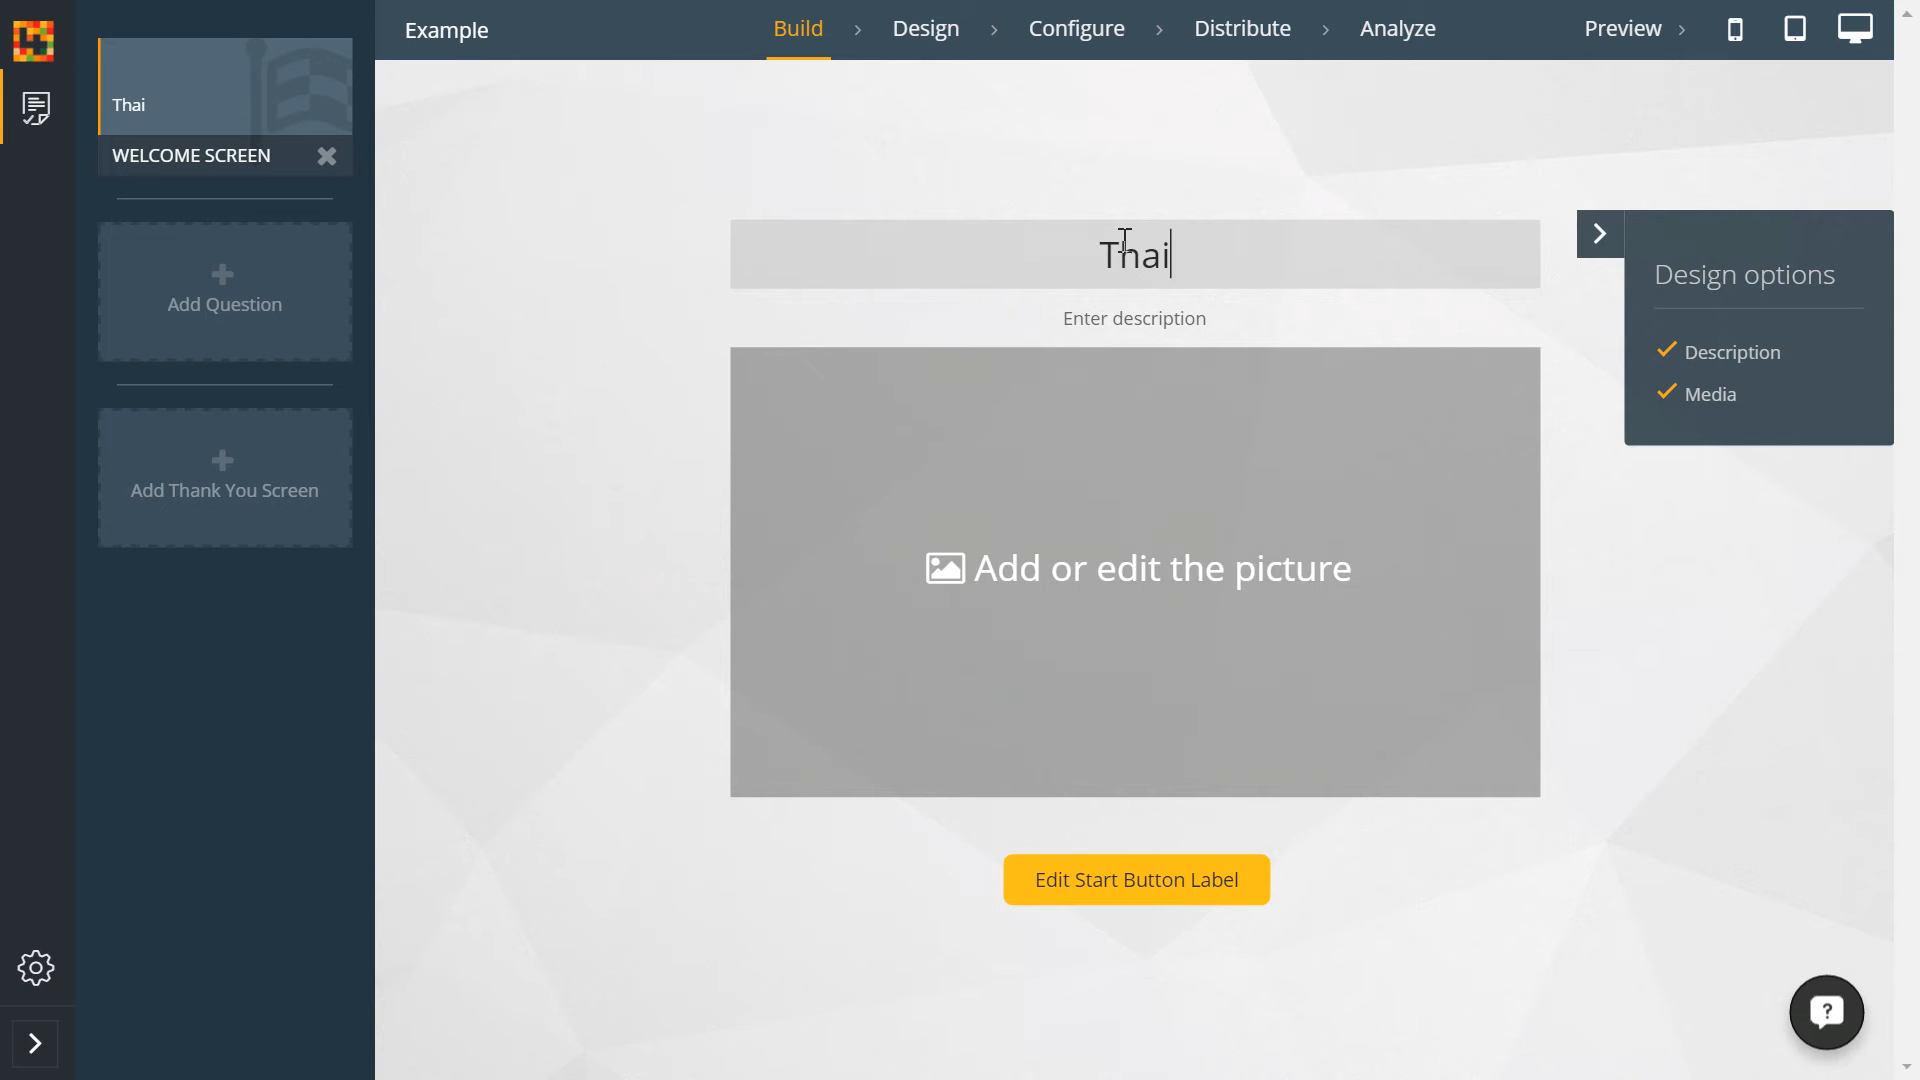 Example
Build
Design
Configure
Distribute
Analyze
Preview
Thai
WELCOME SCREEN
Add Question
Add Thank You Screen
Thai
Enter description
Add or edit the picture
Edit Start Button Label
Design options
Description
Media
?